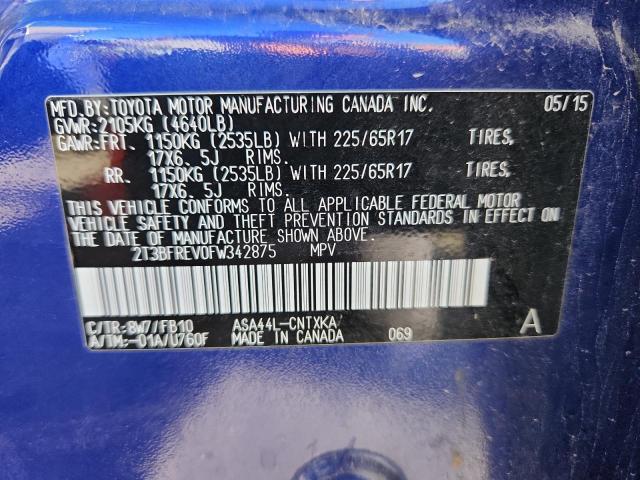 MFD.BY:TOYOTA MOTOR MANUFACTURING CANADA INC. 05/15
GVWR:2105KG (4640LB)
GAWR:FRT. 1150KG (2535LB) WITH 225/65R17 TIRES,
17X6.5J RIMS.
RR. 1150KG (2535LB) WITH 225/65R17 TIRES,
17X6.5J RIMS.
THIS VEHICLE CONFORMS TO ALL APPLICABLE FEDERAL MOTOR
VEHICLE SAFETY AND THEFT PREVENTION STANDARDS IN EFFECT ON
THE DATE OF MANUFACTURE SHOWN ABOVE.
2T3BFREV0FW342875 MPV
C/TR:8W7/FB10 ASA44L-CNTXKA A
A/TM:-01A/U760F MADE IN CANADA 069